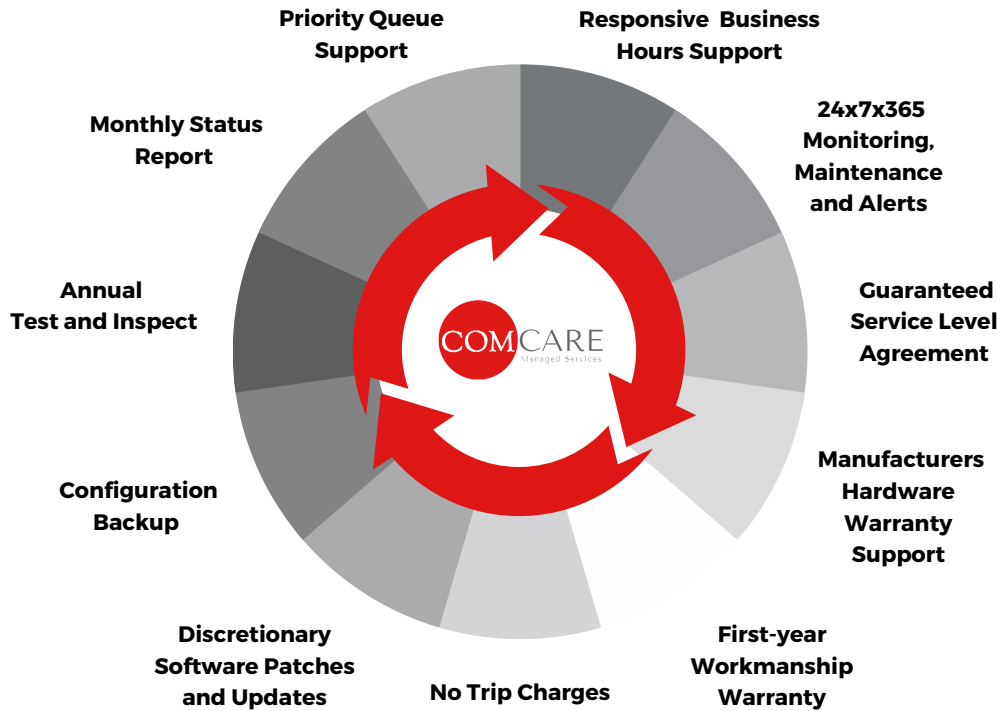 Priority Queue
Support
Responsive Business
Hours Support
24x7x365
Monitoring,
Maintenance
and Alerts
Guaranteed
Service Level
Agreement
Manufacturers
Hardware
Warranty
Support
First-year
Workmanship
Warranty
No Trip Charges
Discretionary
Software Patches
and Updates
Configuration
Backup
Annual
Test and Inspect
Monthly Status
Report
COMCARE
Managed Services